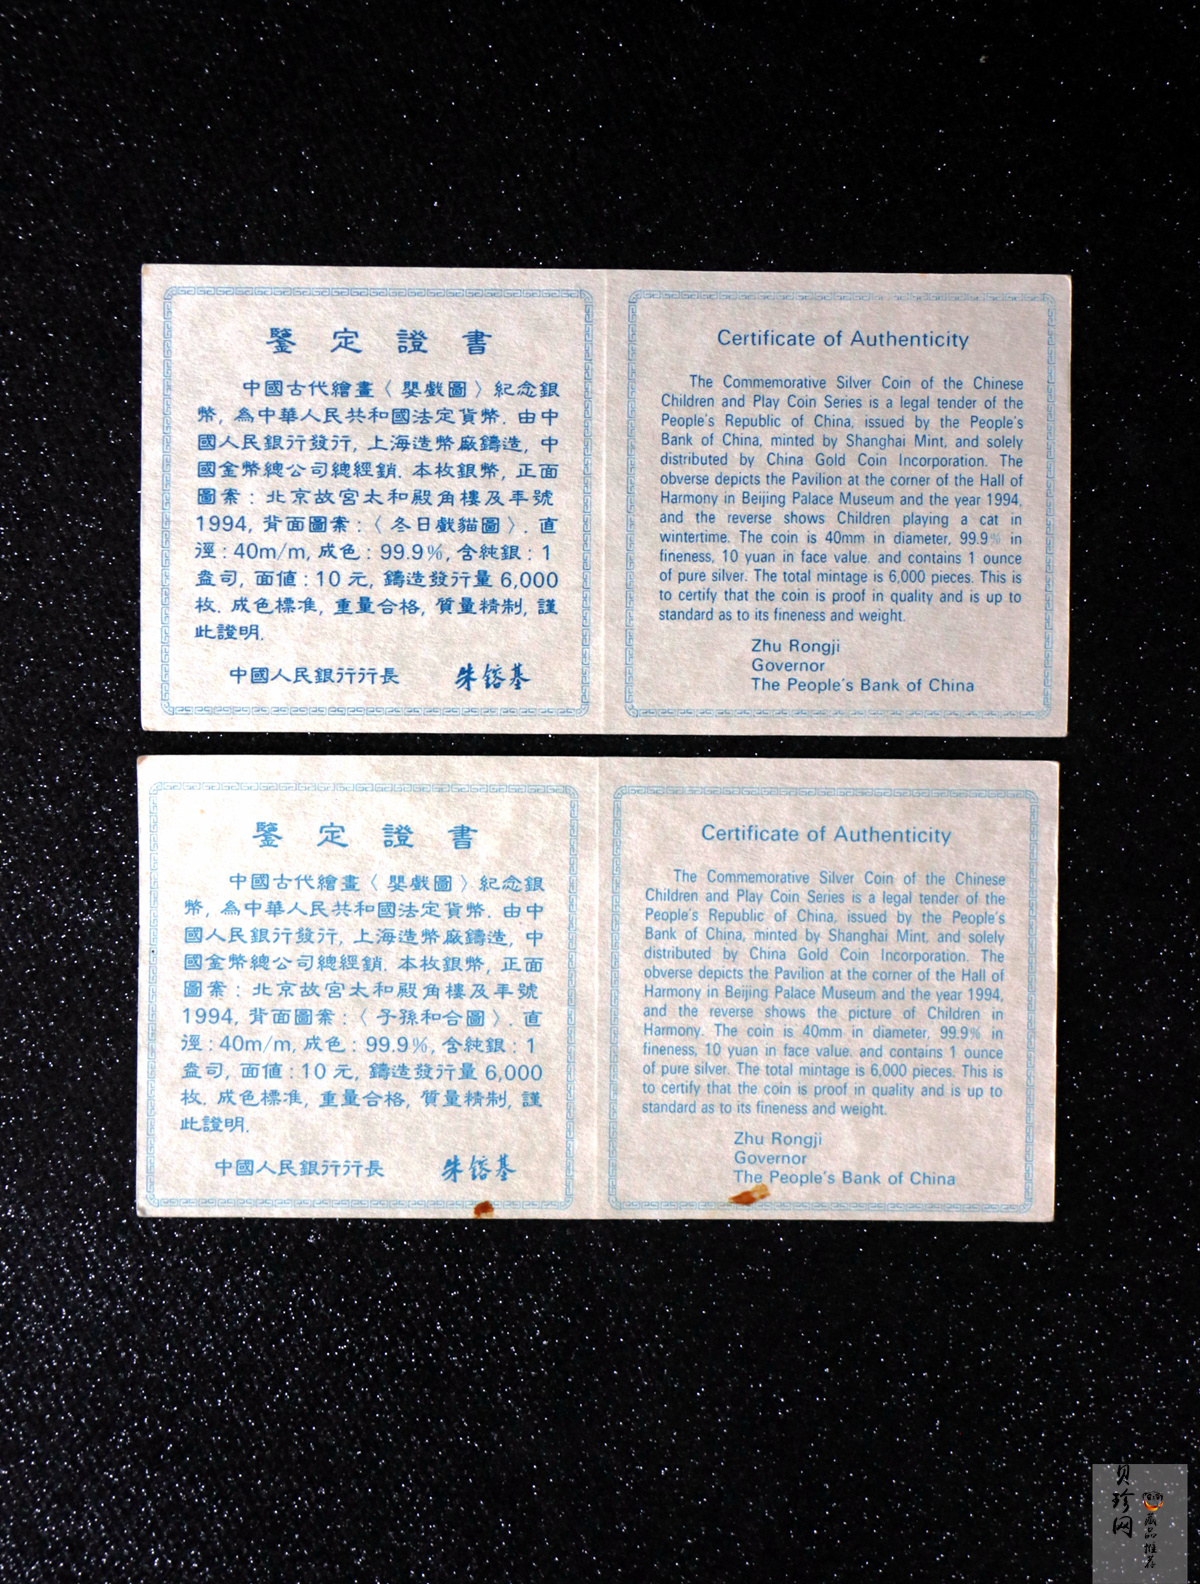 鑒定證書
中國古代繪畫〈嬰戲圖〉紀念銀
幣, 為中華人民共和國法定貨幣. 由中
國人民銀行發行, 上海造幣廠鑄造, 中
國金幣總公司總經銷. 本枚銀幣, 正面
圖案: 北京故宮太和殿角樓及年號
1994, 背面圖案:〈冬日戲貓圖〉. 直
徑: 40m/m, 成色: 99.9%, 含純銀: 1
盎司, 面值: 10元, 鑄造發行量6,000
枚. 成色標准, 重量合格, 質量精制, 謹
此證明.
中國人民銀行行長 朱鎔基
Certificate of Authenticity
The Commemorative Silver Coin of the Chinese
Children and Play Coin Series is a legal tender of the
People's Republic of China, issued by the People's
Bank of China, minted by Shanghai Mint, and solely
distributed by China Gold Coin Incorporation. The
obverse depicts the Pavilion at the corner of the Hall of
Harmony in Beijing Palace Museum and the year 1994,
and the reverse shows Children playing a cat in
wintertime. The coin is 40mm in diameter, 99.9% in
fineness, 10 yuan in face value. and contains 1 ounce
of pure silver. The total mintage is 6,000 pieces. This is
to certify that the coin is proof in quality and is up to
standard as to its fineness and weight.
Zhu Rongji
Governor
The People's Bank of China
鑒定證書
中國古代繪畫〈嬰戲圖〉紀念銀
幣, 為中華人民共和國法定貨幣. 由中
國人民銀行發行, 上海造幣廠鑄造, 中
國金幣總公司總經銷. 本枚銀幣, 正面
圖案: 北京故宮太和殿角樓及年號
1994, 背面圖案:〈子孫和合圖〉. 直
徑: 40m/m, 成色: 99.9%, 含純銀: 1
盎司, 面值: 10元, 鑄造發行量6,000
枚. 成色標准, 重量合格, 質量精制, 謹
此證明.
中國人民銀行行長 朱鎔基
Certificate of Authenticity
The Commemorative Silver Coin of the Chinese
Children and Play Coin Series is a legal tender of the
People's Republic of China, issued by the People's
Bank of China, minted by Shanghai Mint, and solely
distributed by China Gold Coin Incorporation. The
obverse depicts the Pavilion at the corner of the Hall of
Harmony in Beijing Palace Museum and the year 1994,
and the reverse shows the picture of Children in
Harmony. The coin is 40mm in diameter, 99.9% in
fineness, 10 yuan in face value. and contains 1 ounce
of pure silver. The total mintage is 6,000 pieces. This is
to certify that the coin is proof in quality and is up to
standard as to its fineness and weight.
Zhu Rongji
Governor
The People's Bank of China
贝珍网
藏品推荐